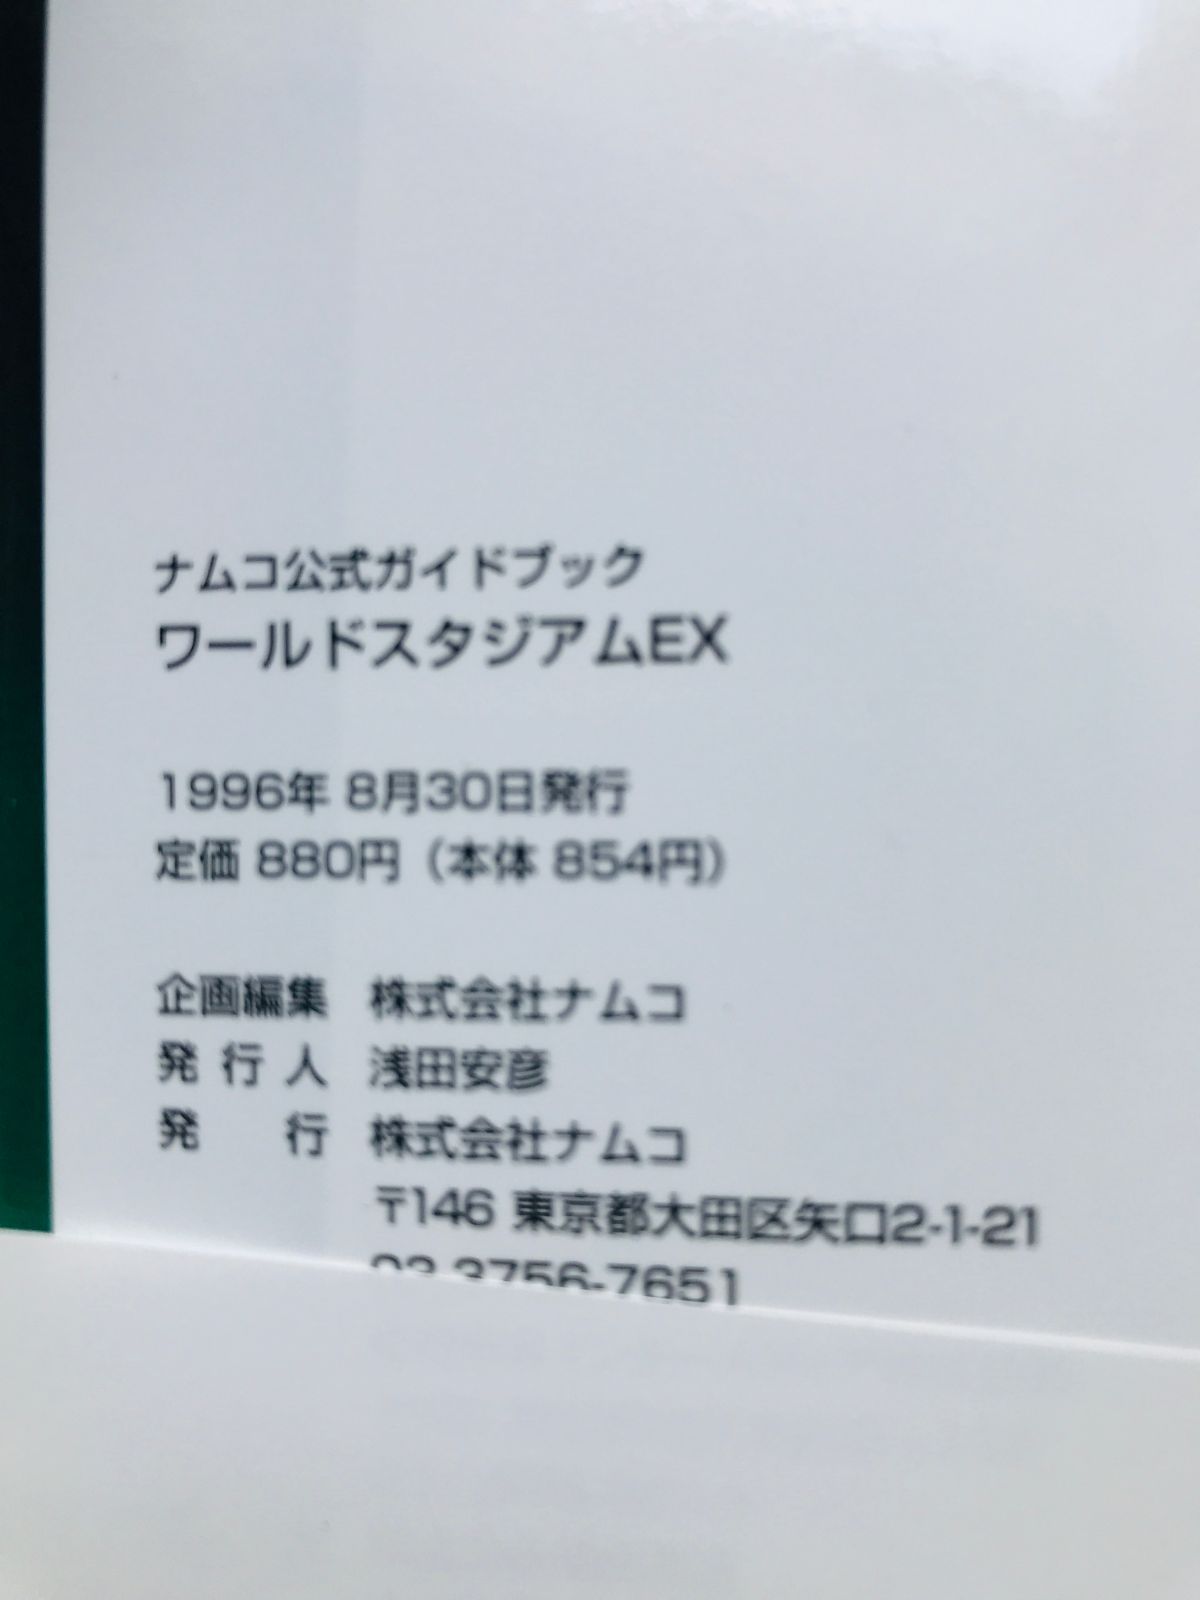 ナムコ公式ガイドブック
ワールドスタジアムEX
1996年 8月30日発行
定価 880円（本体 854円）
企画編集 株式会社ナムコ
発行人 浅田安彦
発行 株式会社ナムコ
〒146 東京都大田区矢口2-1-21
03 3756-7651